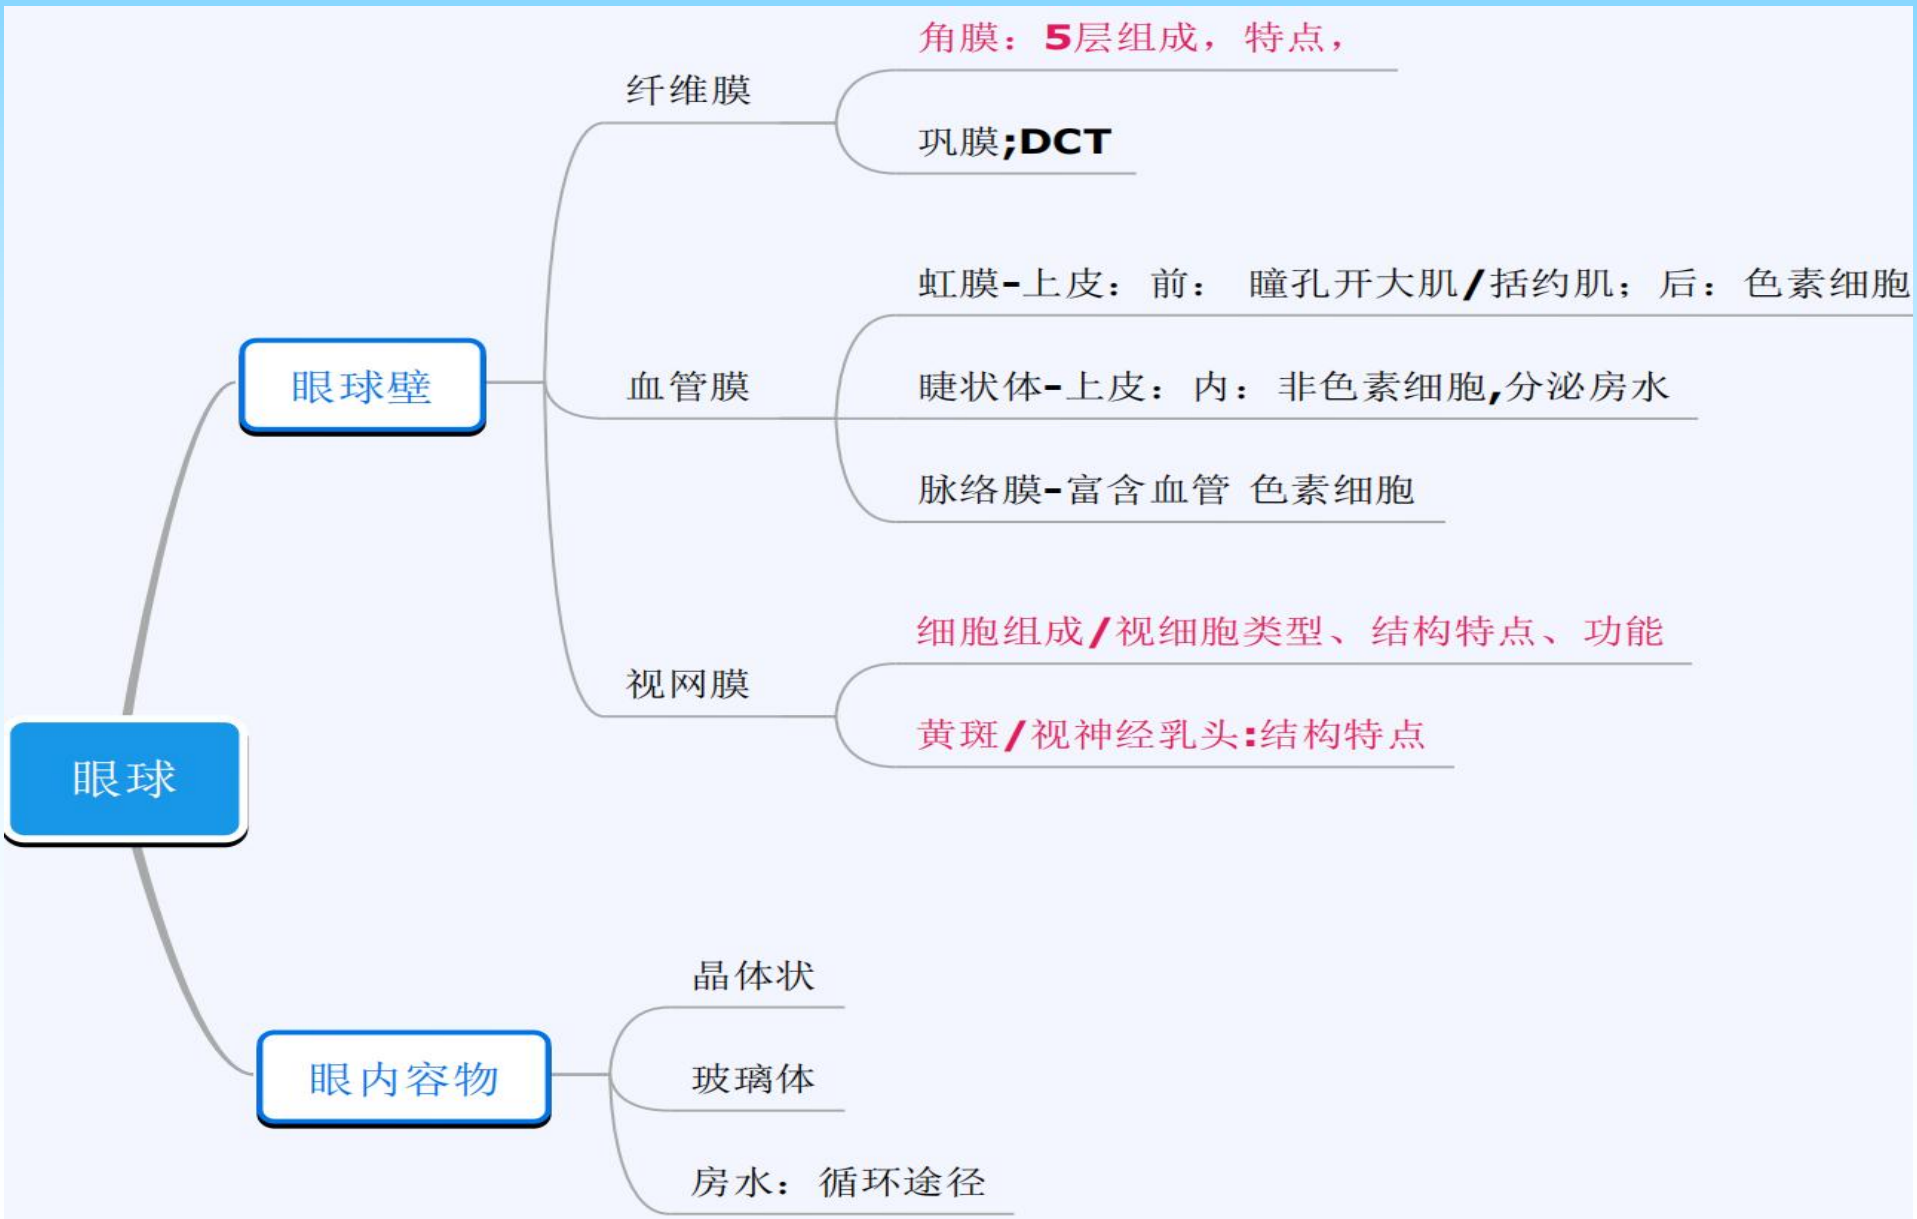 角膜：5层组成，特点，
纤维膜
巩膜;DCT
虹膜-上皮：前： 瞳孔开大肌/括约肌；后：色素细胞
眼球壁
血管膜
睫状体-上皮：内：非色素细胞,分泌房水
脉络膜-富含血管 色素细胞
细胞组成/视细胞类型、结构特点、功能
视网膜
黄斑/视神经乳头:结构特点
眼球
晶体状
眼内容物
玻璃体
房水：循环途径